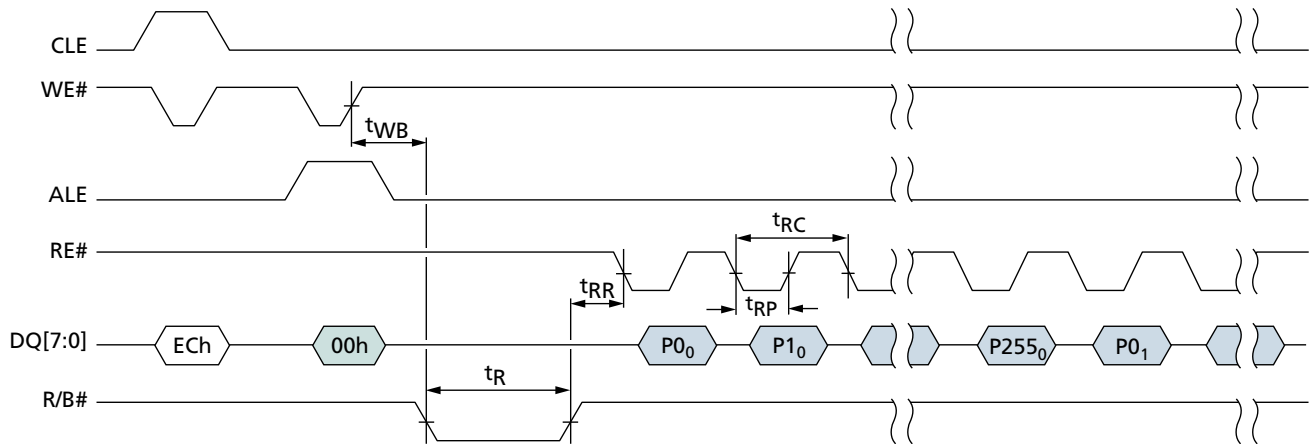 CLE
WE#
tWB
ALE
tRC
RE#
tRR
tRP
DQ[7:0] ECh 00h P0₀ P1₀ P255₀ P0₁
tR
R/B#